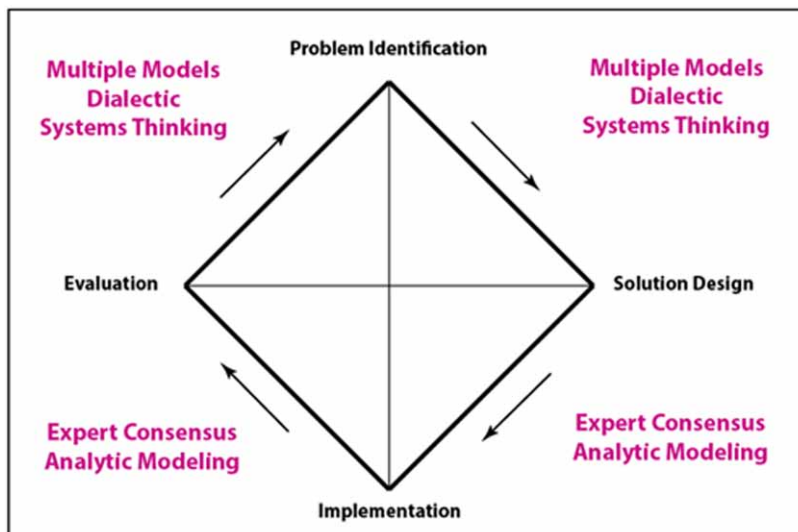 Problem Identification
Multiple Models
Dialectic
Systems Thinking
Multiple Models
Dialectic
Systems Thinking
Evaluation
Solution Design
Expert Consensus
Analytic Modeling
Expert Consensus
Analytic Modeling
Implementation